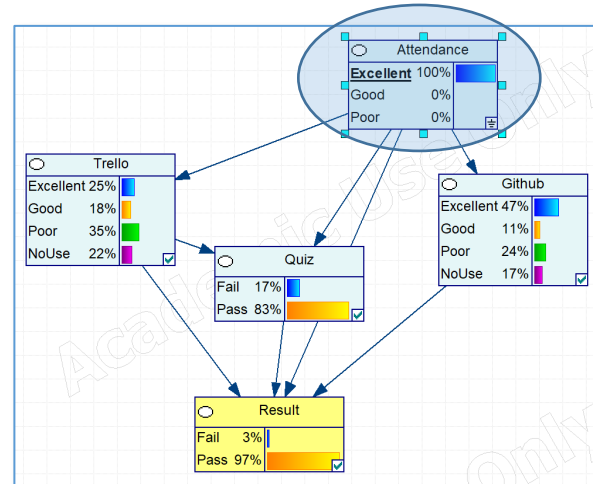 Attendance
Excellent 100%
Good 0%
Poor 0%
Trello
Excellent 25%
Good 18%
Poor 35%
NoUse 22%
Github
Excellent 47%
Good 11%
Poor 24%
NoUse 17%
Quiz
Fail 17%
Pass 83%
Result
Fail 3%
Pass 97%
Academic Use Only
Only